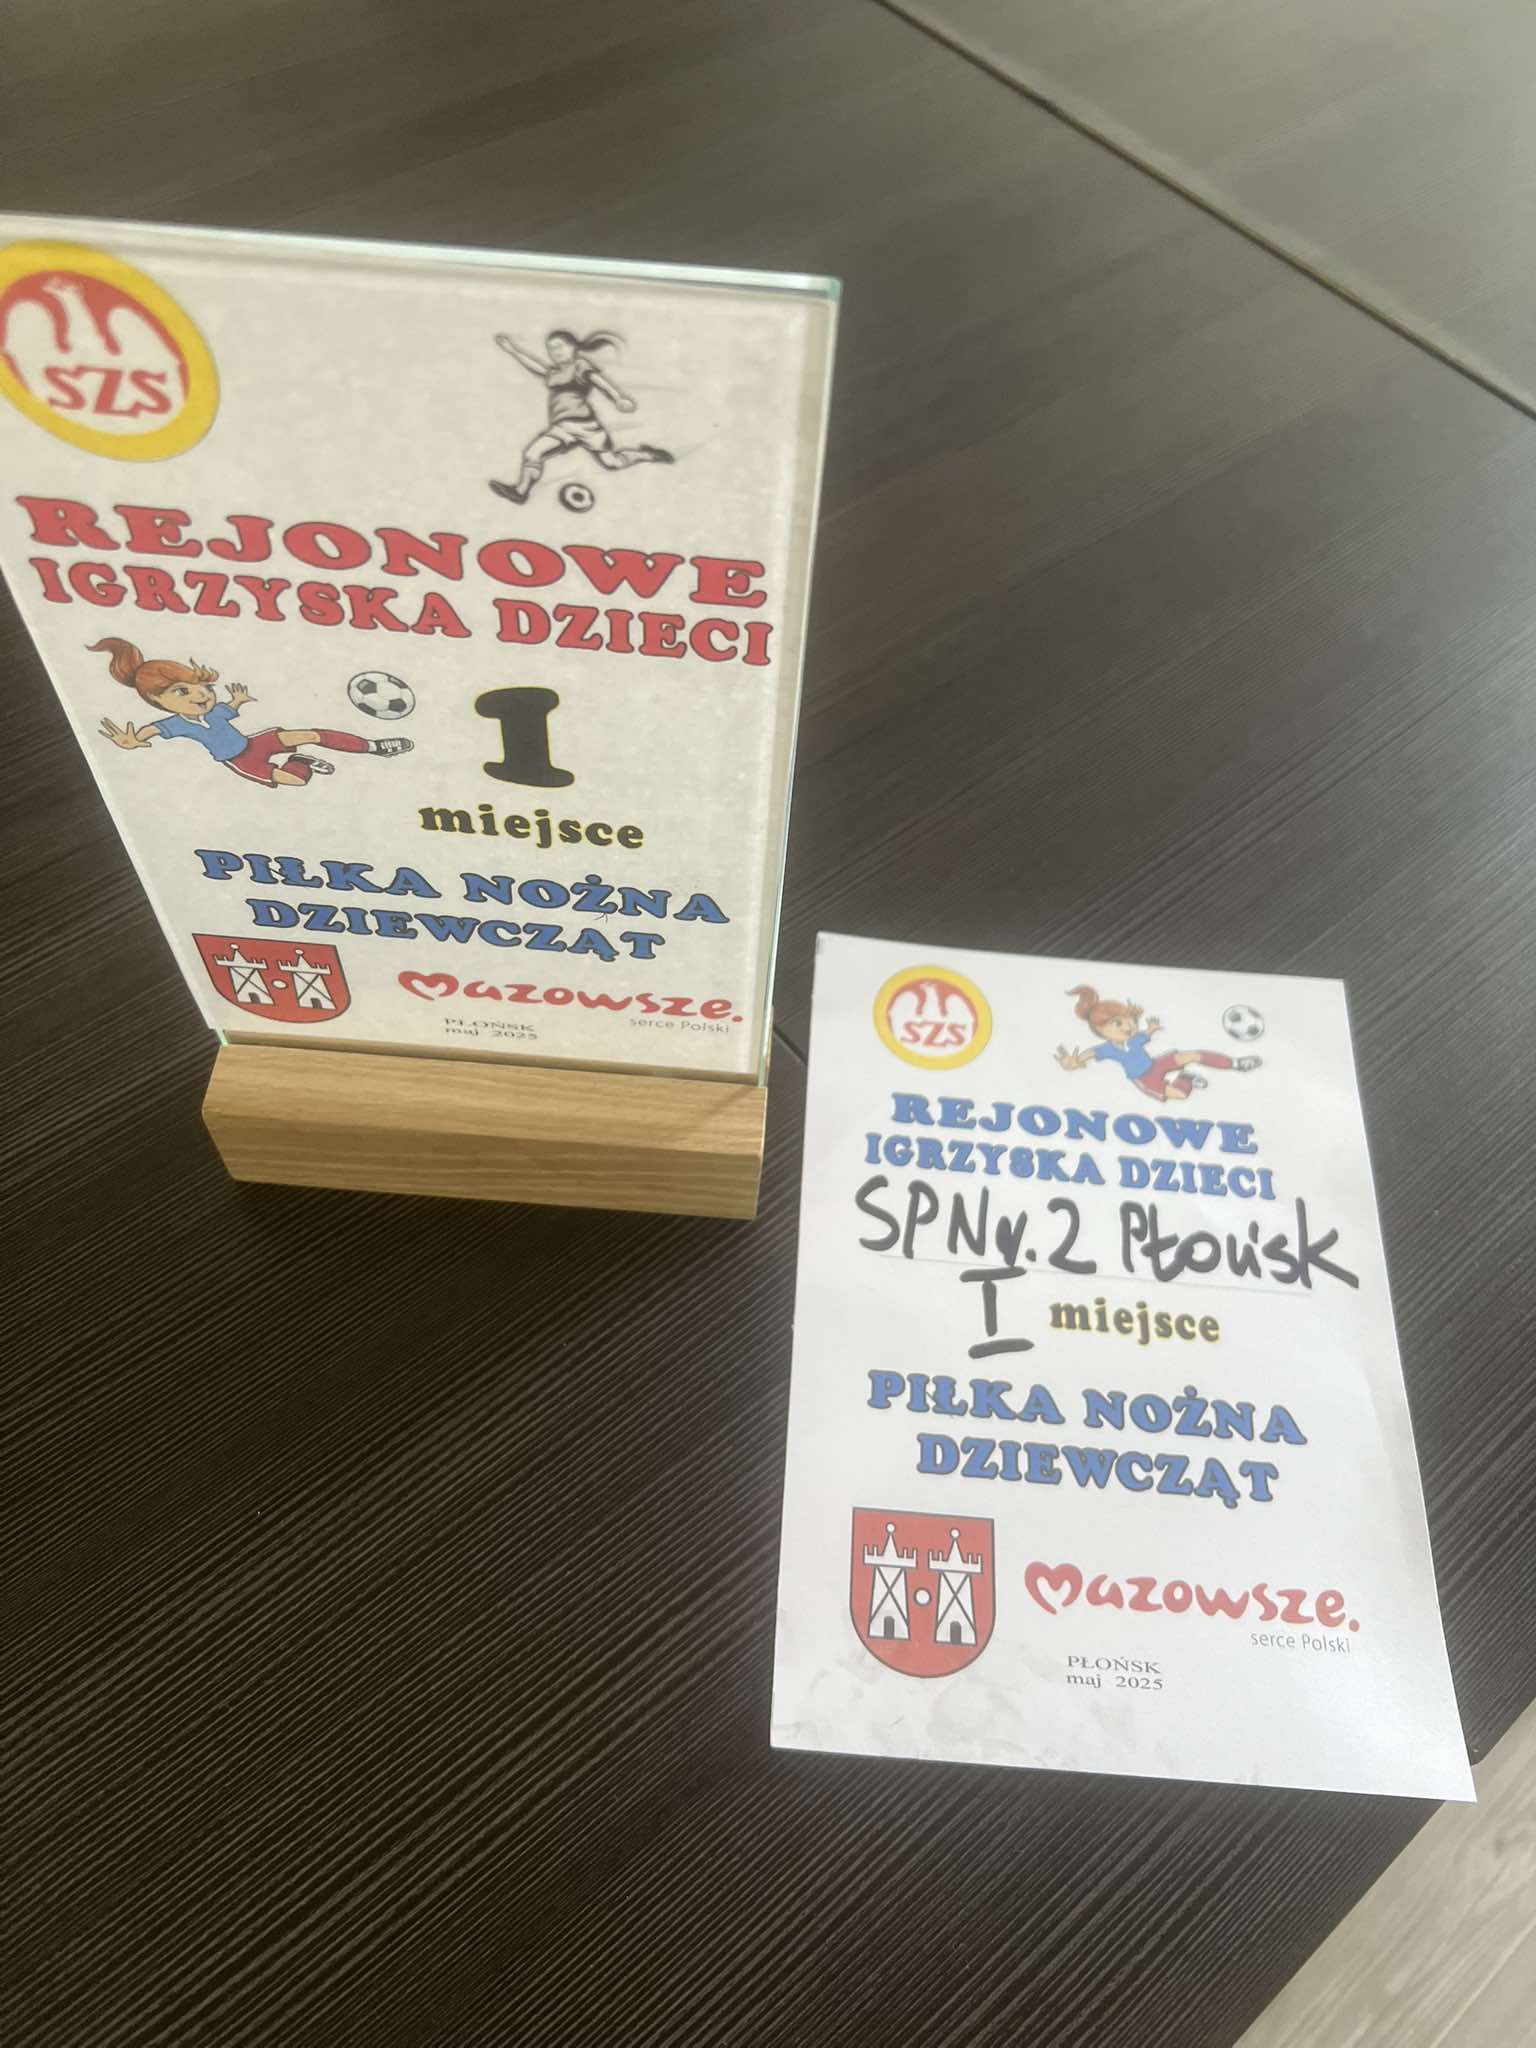 SZS
REJONOWE
IGRZYSKA DZIECI
I
miejsce
PIŁKA NOŻNA
DZIEWCZĄT
Mazowsze.
serce Polski
PŁOŃSK
maj 2025
SZS
REJONOWE
IGRZYSKA DZIECI
SP Nr.2 Płońsk
I miejsce
PIŁKA NOŻNA
DZIEWCZĄT
Mazowsze.
serce Polski
PŁOŃSK
maj 2025